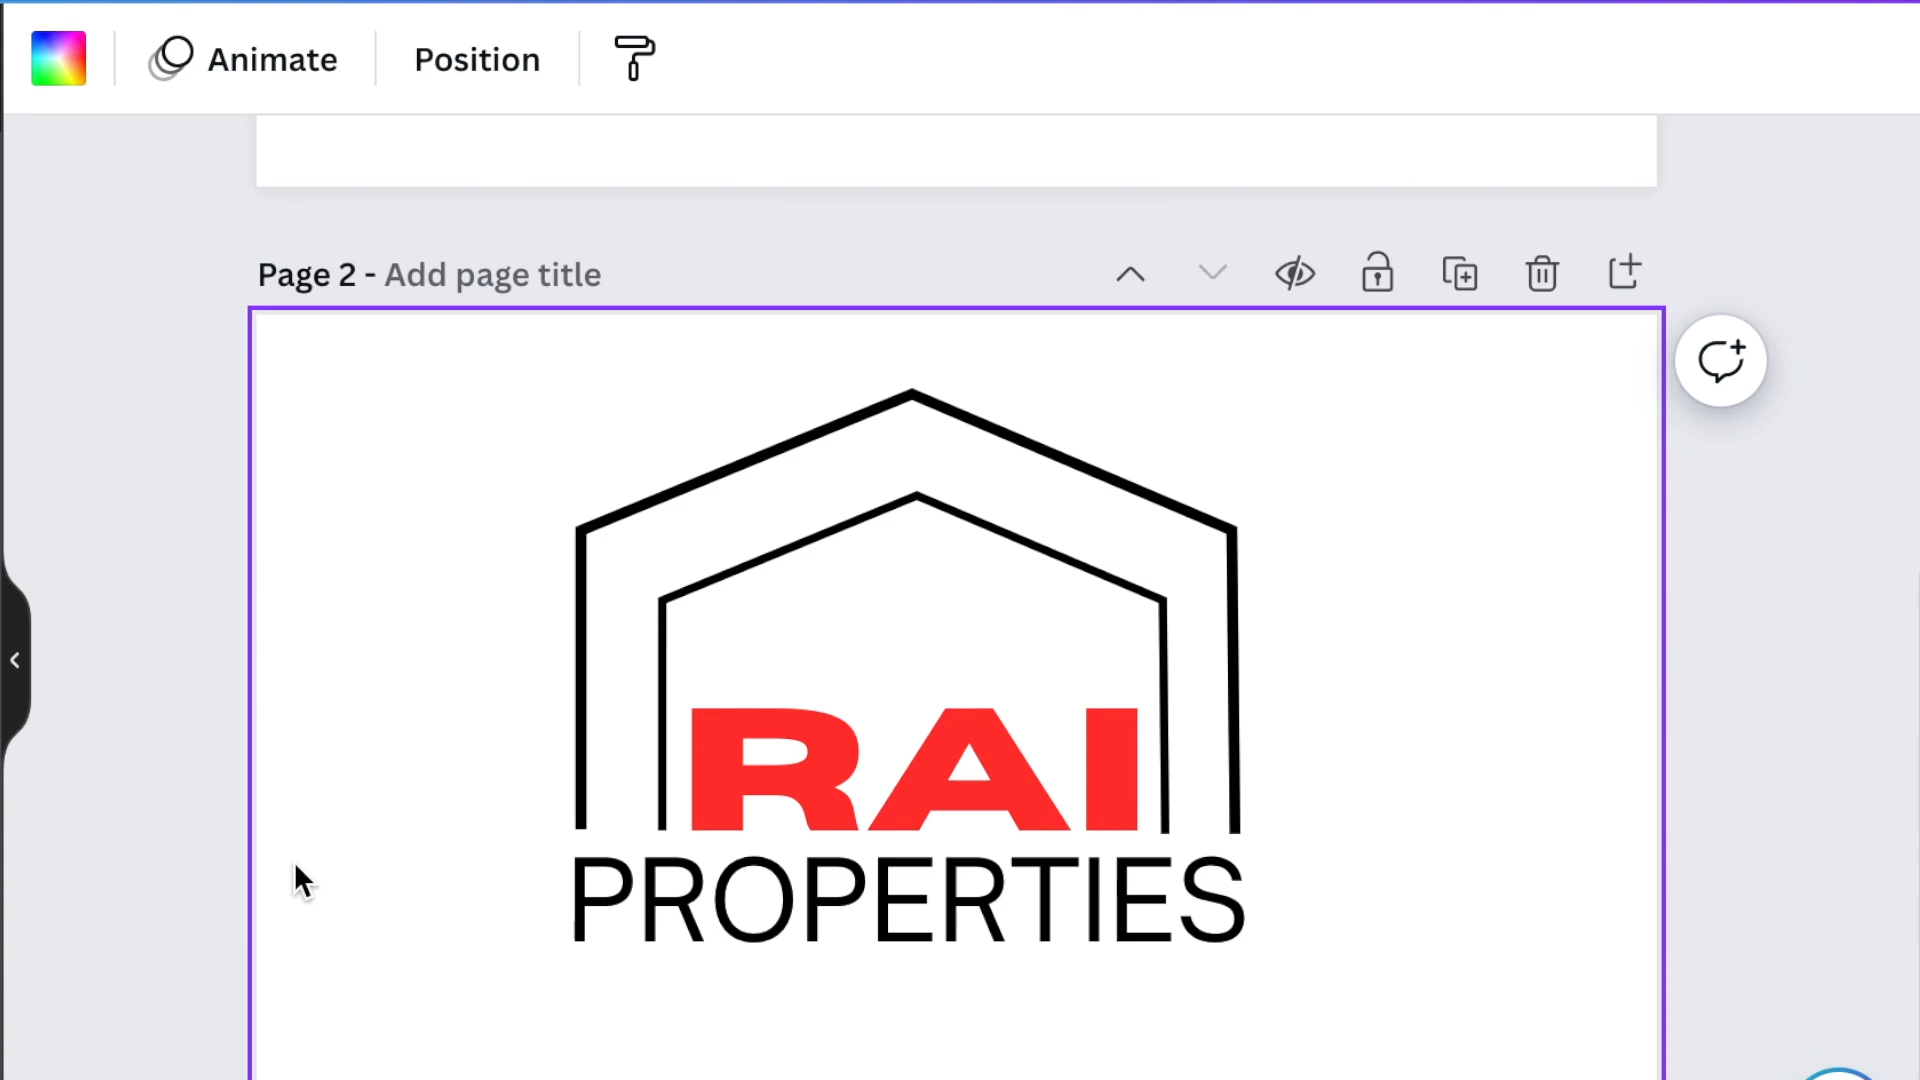 Animate
Position
Page 2 - Add page title
RAI
PROPERTIES